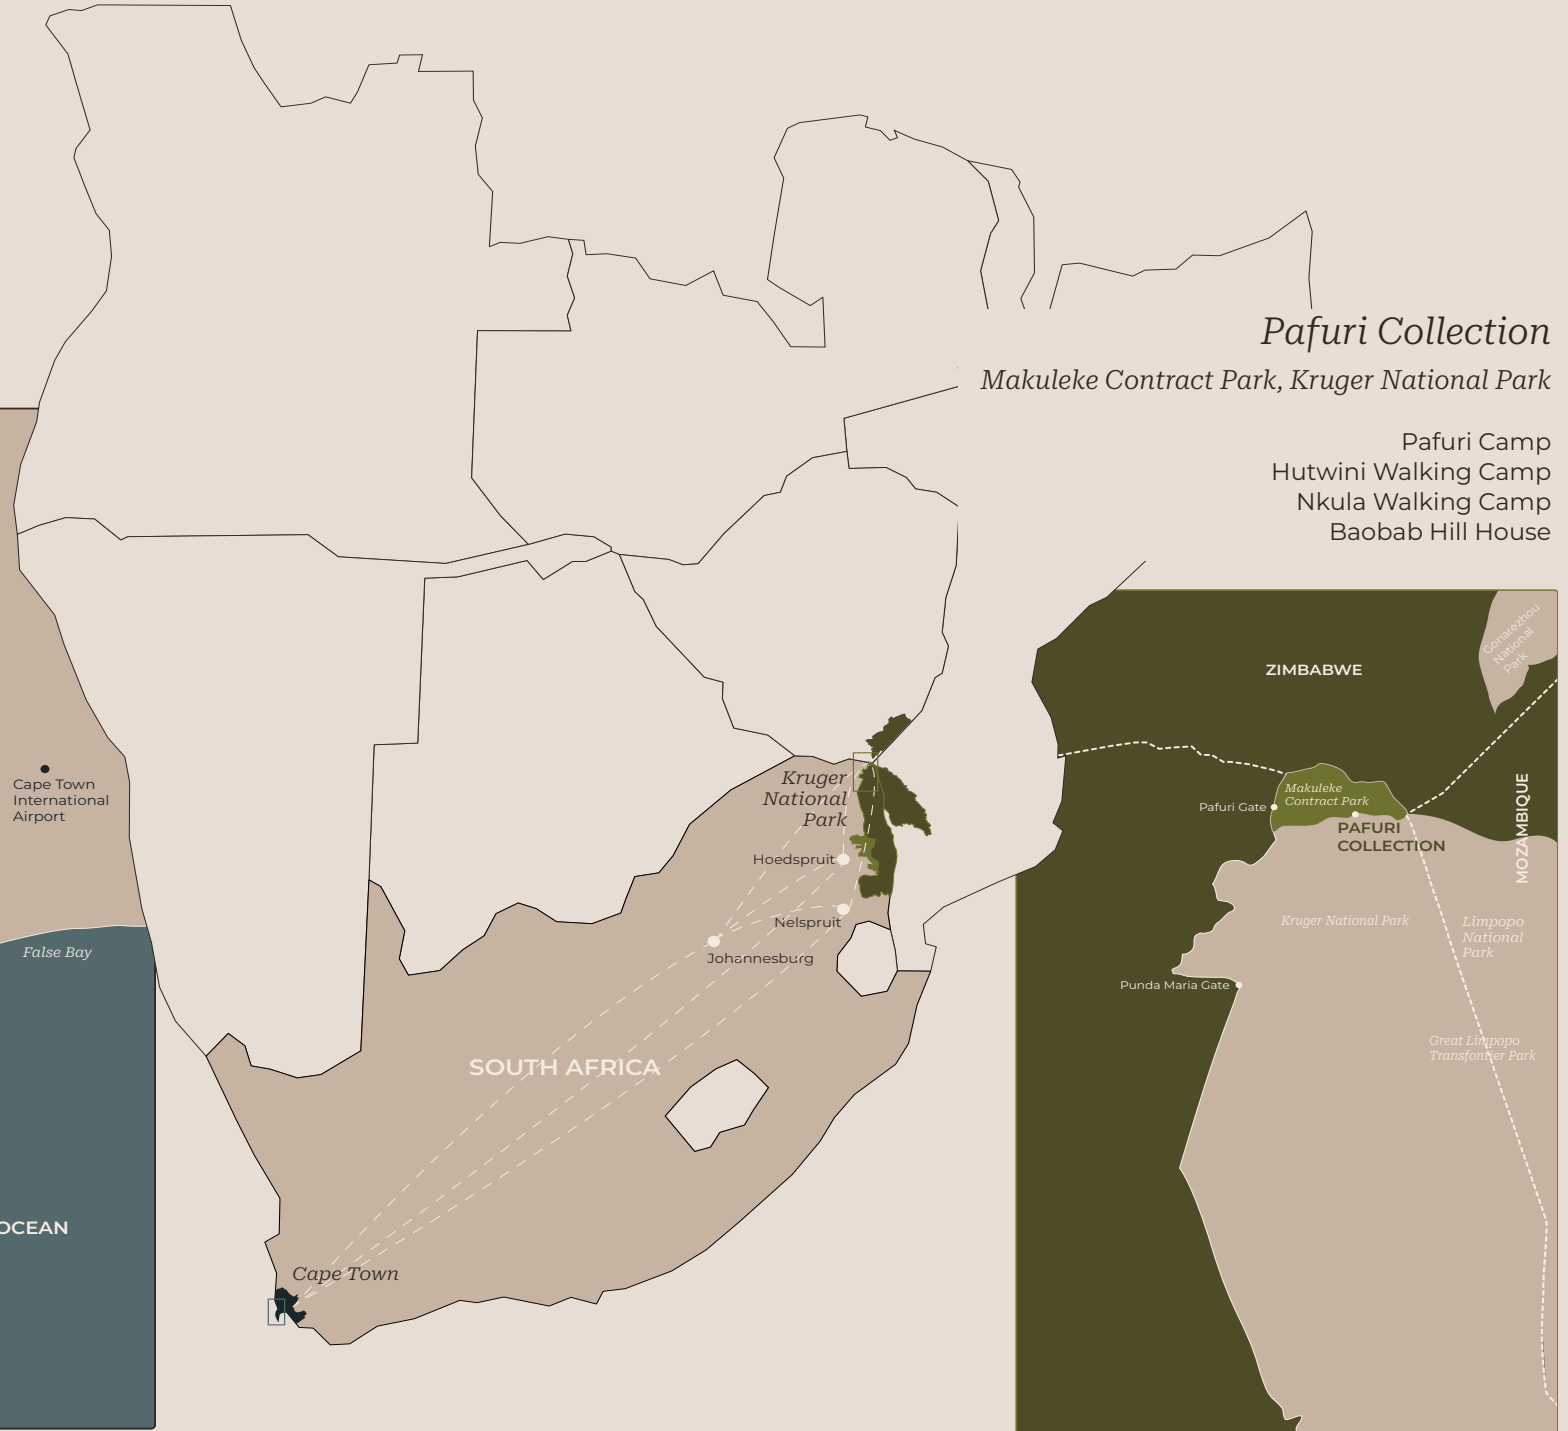 Pafuri Collection
Makuleke Contract Park, Kruger National Park
Pafuri Camp
Hutwini Walking Camp
Nkula Walking Camp
Baobab Hill House
Gonarezhou
National
Park
ZIMBABWE
MOZAMBIQUE
Makuleke
Contract Park
Pafuri Gate
PAFURI
COLLECTION
Kruger National Park
Limpopo
National
Park
Punda Maria Gate
Great Limpopo
Transfontier Park
Kruger
National
Park
Hoedspruit
Nelspruit
Johannesburg
SOUTH AFRICA
Cape Town
Cape Town
International
Airport
False Bay
OCEAN